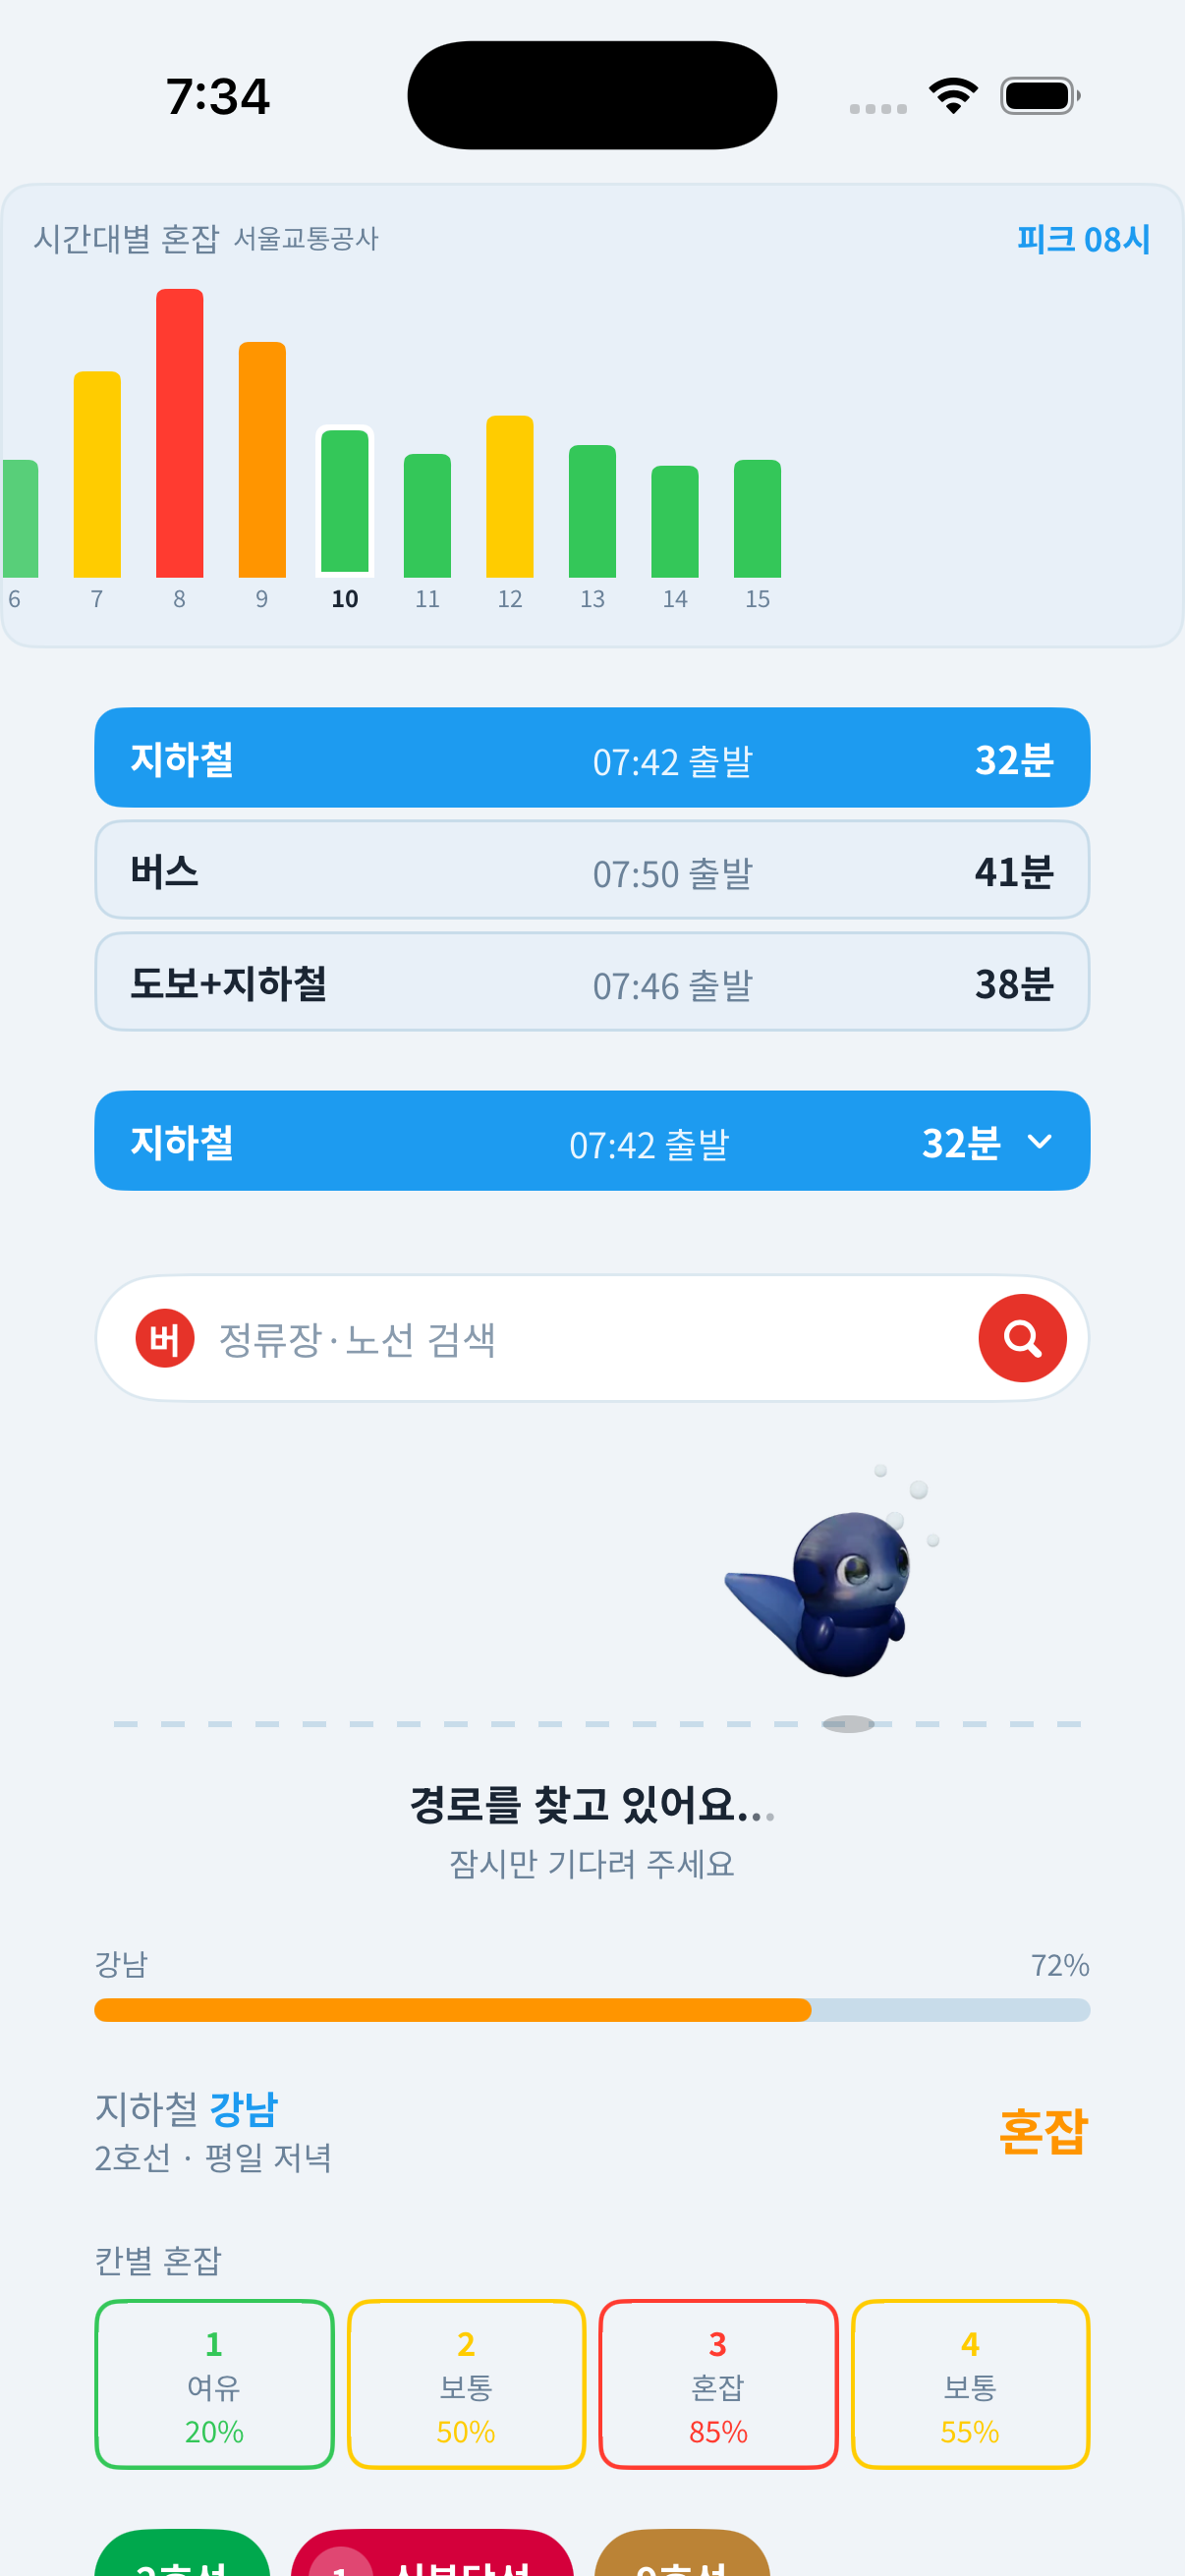 7:34
시간대별 혼잡 서울교통공사 피크 08시
6 7 8 9 10 11 12 13 14 15
지하철 07:42 출발 32분
버스 07:50 출발 41분
도보+지하철 07:46 출발 38분
지하철 07:42 출발 32분
버 정류장·노선 검색
경로를 찾고 있어요...
잠시만 기다려 주세요
강남 72%
지하철 강남 혼잡
2호선 · 평일 저녁
칸별 혼잡
1 2 3 4
여유 보통 혼잡 보통
20% 50% 85% 55%